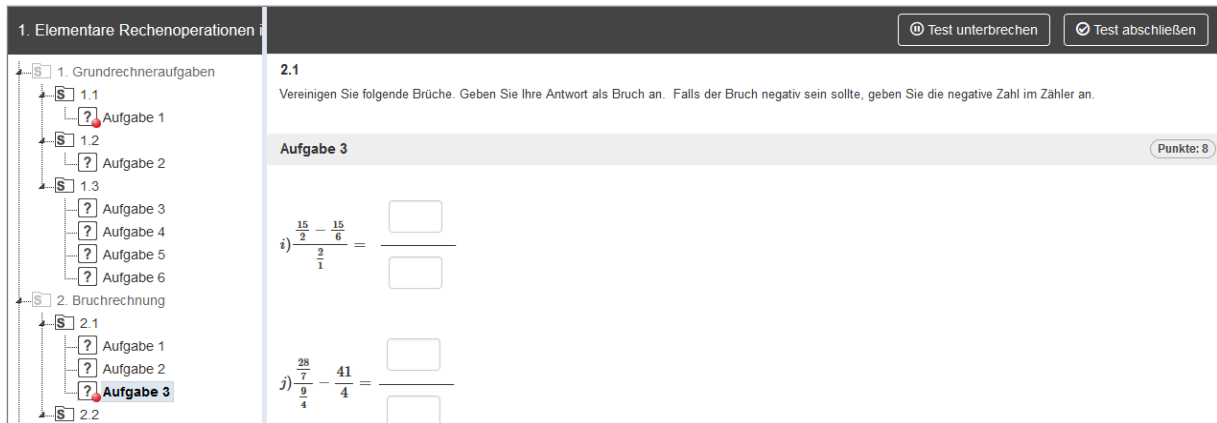 1. Elementare Rechenoperationen i
Test unterbrechen
Test abschließen
S 1. Grundrechneraufgaben
S 1.1
? Aufgabe 1
S 1.2
? Aufgabe 2
S 1.3
? Aufgabe 3
? Aufgabe 4
? Aufgabe 5
? Aufgabe 6
S 2. Bruchrechnung
S 2.1
? Aufgabe 1
? Aufgabe 2
? Aufgabe 3
S 2.2
2.1
Vereinigen Sie folgende Brüche. Geben Sie Ihre Antwort als Bruch an. Falls der Bruch negativ sein sollte, geben Sie die negative Zahl im Zähler an.
Aufgabe 3
Punkte: 8
i) (15/2 − 15/6) / (2/1) =
j) (28/7) / (9/4) − 41/4 =